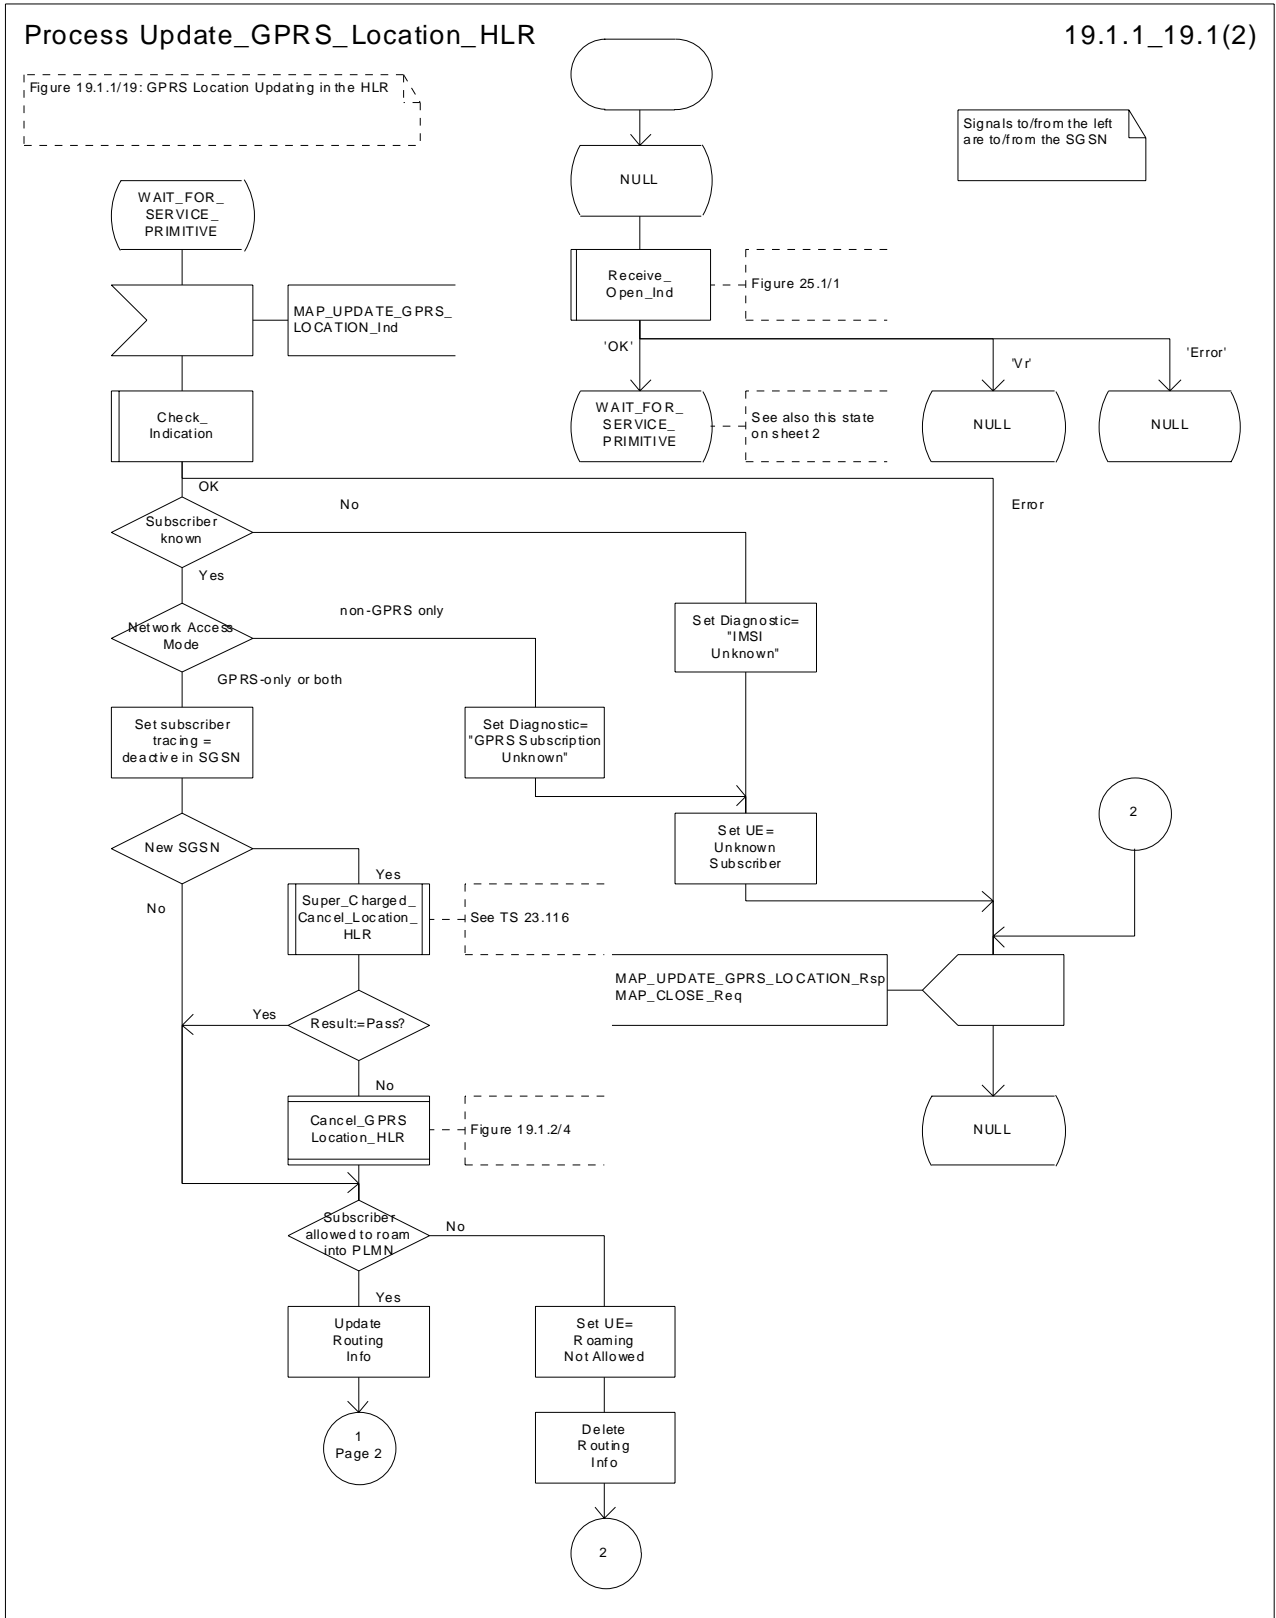 Process Update_GPRS_Location_HLR
19.1.1_19.1(2)
Figure 19.1.1/19: GPRS Location Updating in the HLR
Signals to/from the left
are to/from the SGSN
NULL
WAIT_FOR_
SERVICE_
PRIMITIVE
Receive_
Open_Ind
Figure 25.1/1
MAP_UPDATE_GPRS_
LOCATION_Ind
'OK'
'Vr'
'Error'
WAIT_FOR_
SERVICE_
PRIMITIVE
See also this state
on sheet 2
NULL
NULL
Check_
Indication
OK
No
Error
Subscriber
known
Yes
non-GPRS only
Network Access
Mode
Set Diagnostic=
"IMSI
Unknown"
GPRS-only or both
Set subscriber
tracing =
deactive in SGSN
Set Diagnostic=
"GPRS Subscription
Unknown"
2
New SGSN
Set UE=
Unknown
Subscriber
Yes
No
Super_Charged_
Cancel_Location_
HLR
See TS 23.116
MAP_UPDATE_GPRS_LOCATION_Rsp
MAP_CLOSE_Req
Yes
Result:=Pass?
No
Cancel_GPRS
Location_HLR
Figure 19.1.2/4
NULL
Subscriber
allowed to roam
into PLMN
No
Yes
Update
Routing
Info
Set UE=
Roaming
Not Allowed
1
Page 2
Delete
Routing
Info
2